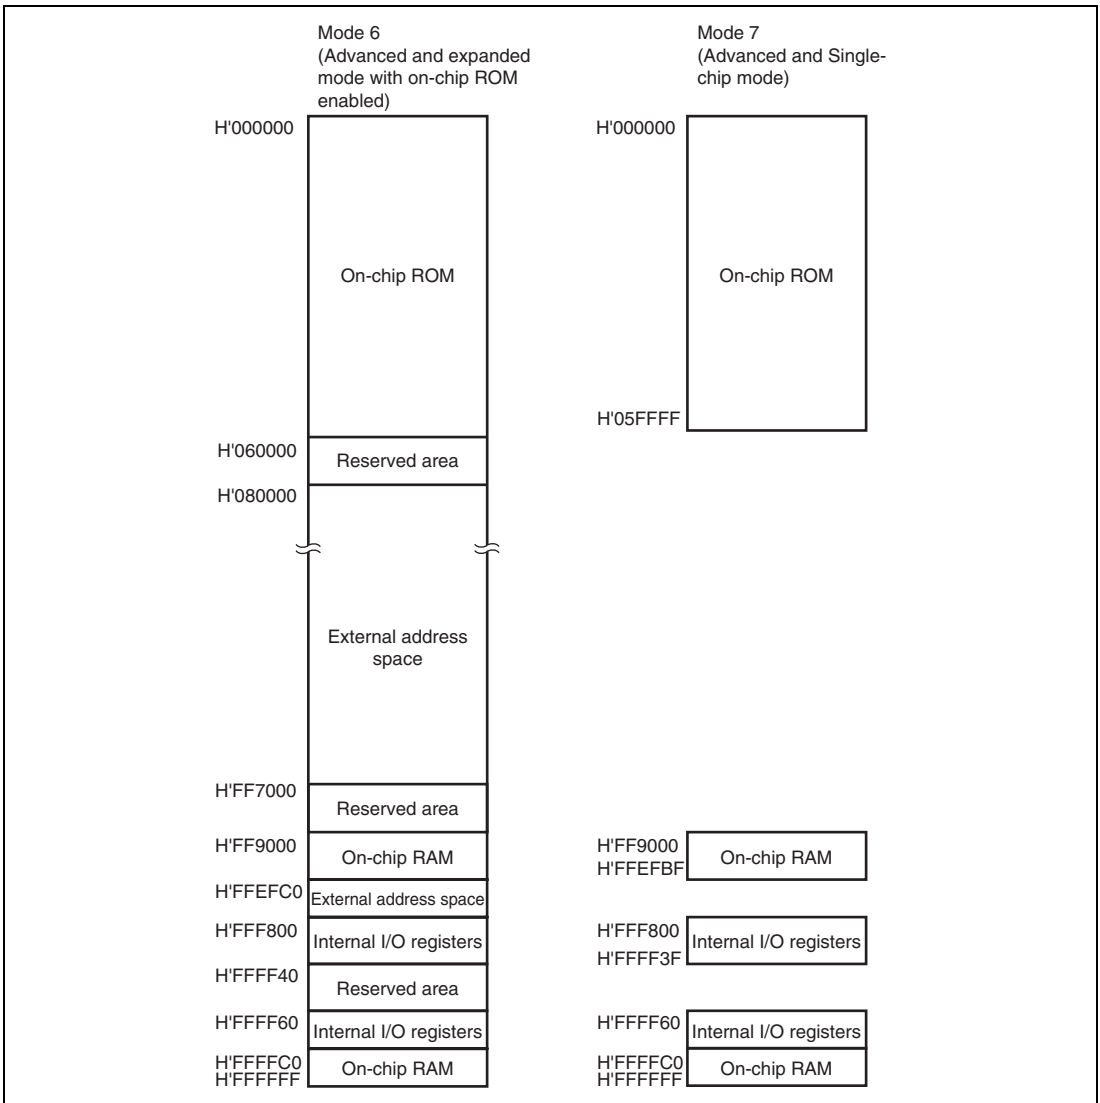 Mode 6
(Advanced and expanded
mode with on-chip ROM
enabled)
H'000000
On-chip ROM
H'060000
Reserved area
H'080000
External address
space
H'FF7000
Reserved area
H'FF9000
On-chip RAM
H'FFEFC0
External address space
H'FFF800
Internal I/O registers
H'FFFF40
Reserved area
H'FFFF60
Internal I/O registers
H'FFFFC0
On-chip RAM
H'FFFFFF
Mode 7
(Advanced and Single-
chip mode)
H'000000
On-chip ROM
H'05FFFF
H'FF9000
On-chip RAM
H'FFEFBF
H'FFF800
Internal I/O registers
H'FFFF3F
H'FFFF60
Internal I/O registers
H'FFFFC0
On-chip RAM
H'FFFFFF